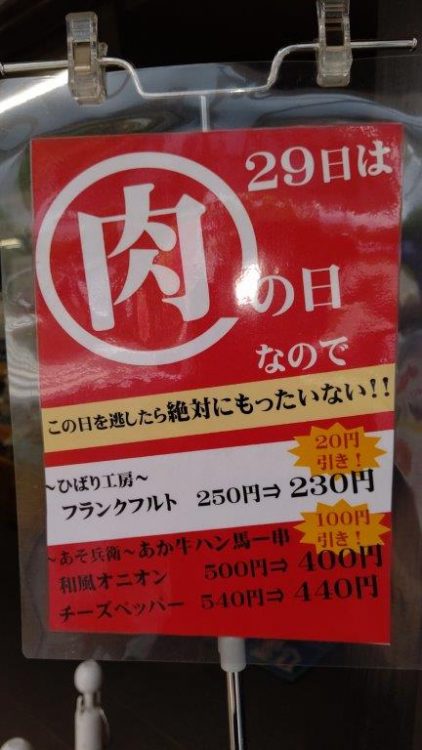 29日は
肉の日
なので
この日を逃したら絶対にもったいない!!
20円
引き!
~ひばり工房~
フランクフルト 250円⇒230円
100円
引き!
~あそ兵衛~あか牛ハン馬一串
和風オニオン 500円⇒400円
チーズペッパー 540円⇒440円